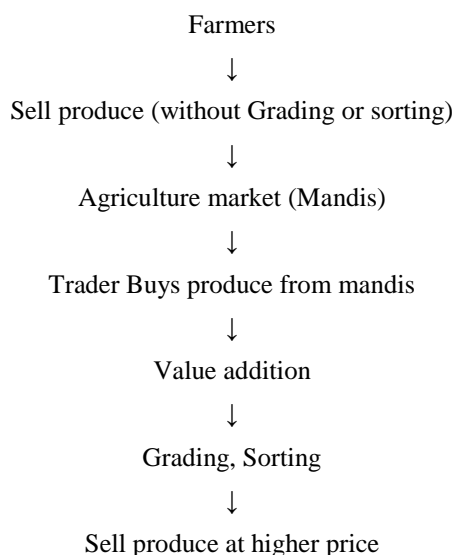 Farmers
↓
Sell produce (without Grading or sorting)
↓
Agriculture market (Mandis)
↓
Trader Buys produce from mandis
↓
Value addition
↓
Grading, Sorting
↓
Sell produce at higher price